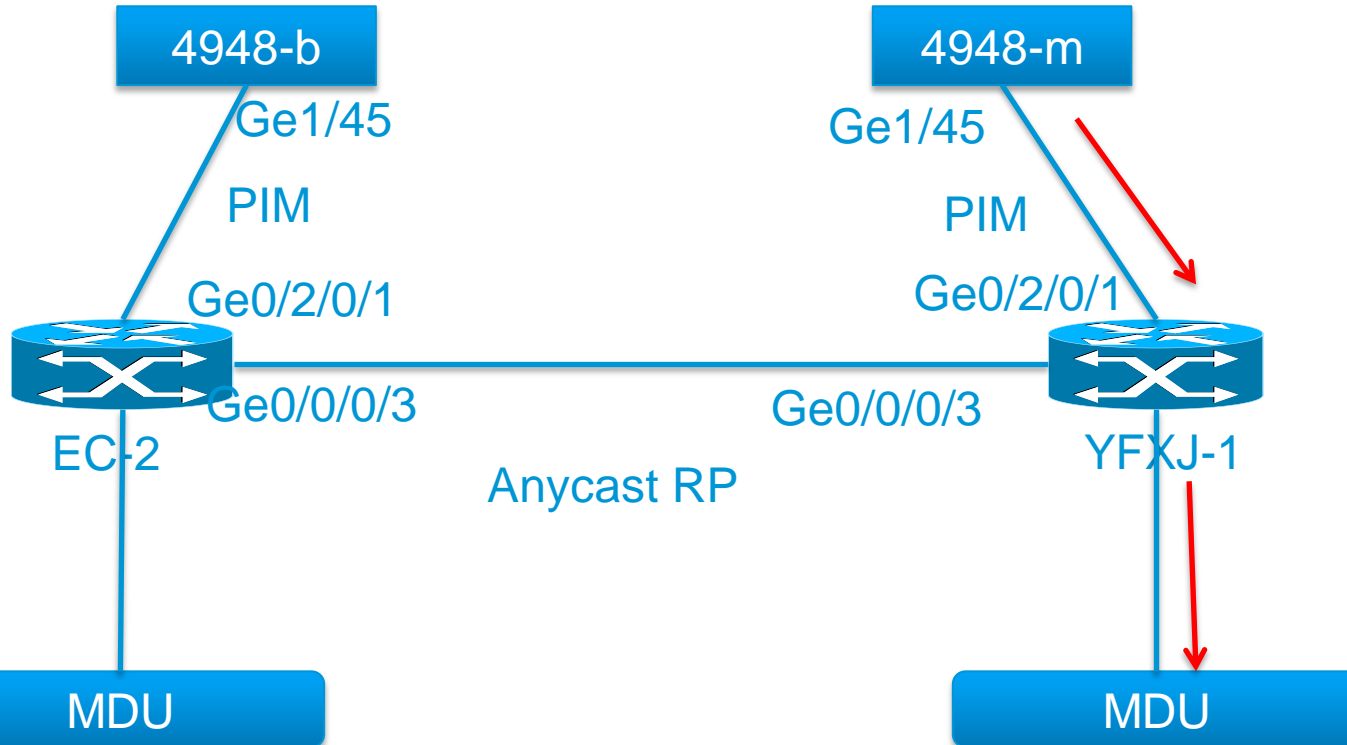 4948-b
4948-m
Ge1/45
Ge1/45
PIM
PIM
Ge0/2/0/1
Ge0/2/0/1
Ge0/0/0/3
Ge0/0/0/3
EC-2
YFXJ-1
Anycast RP
MDU
MDU